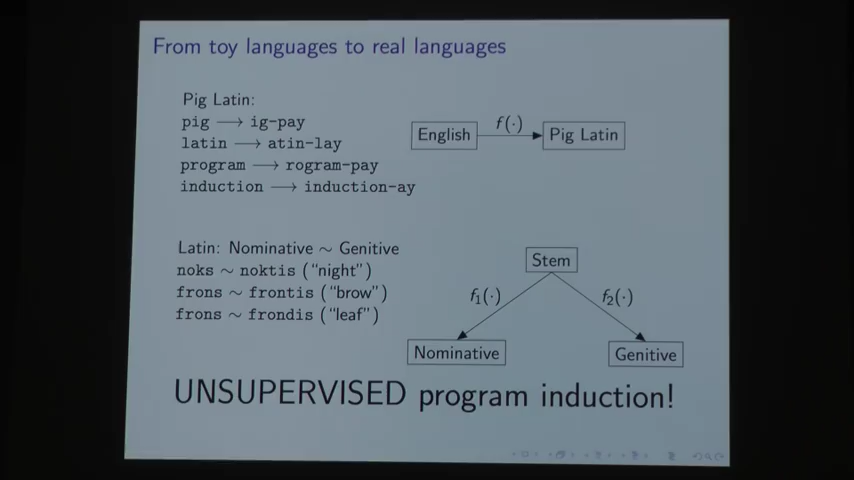 From toy languages to real languages
Pig Latin:
pig → ig-pay
latin → atin-lay
program → rogram-pay
induction → induction-ay
English
f(·)
Pig Latin
Latin: Nominative ~ Genitive
noks ~ noktis ("night")
frons ~ frontis ("brow")
frons ~ frondis ("leaf")
Stem
f₁(·)
f₂(·)
Nominative
Genitive
UNSUPERVISED program induction!